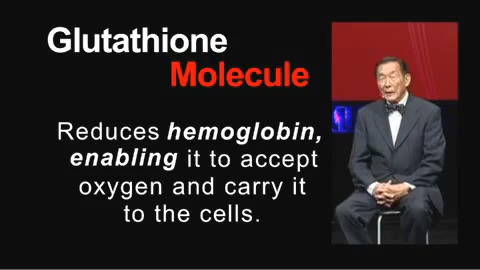 Glutathione
Molecule
Reduces hemoglobin,
enabling it to accept
oxygen and carry it
to the cells.